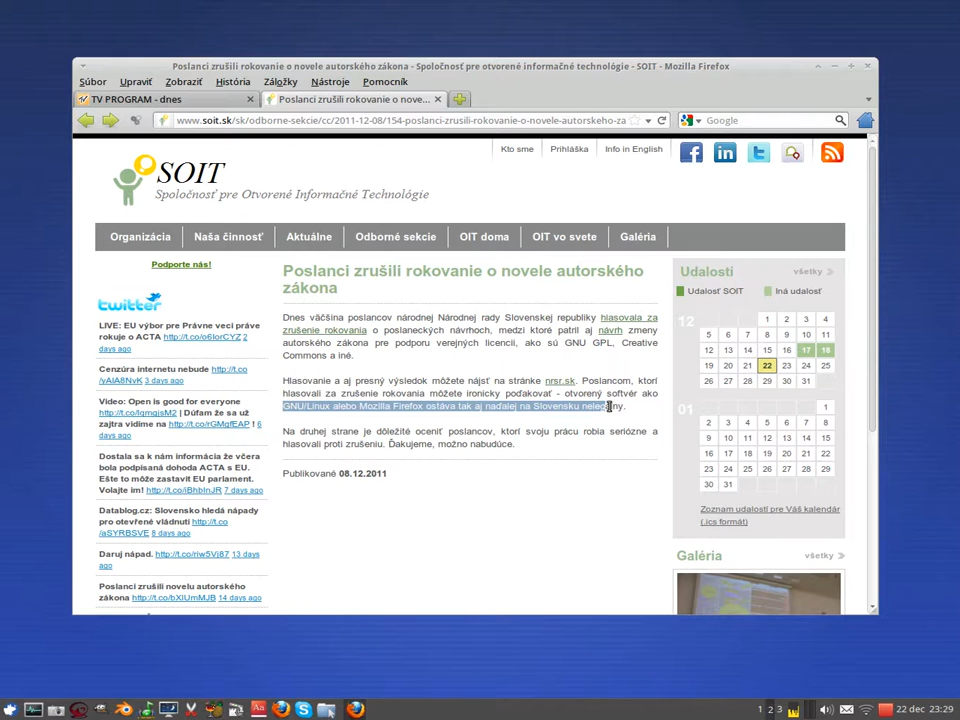 Poslanci zrušili rokovanie o novele autorského zákona - Spoločnosť pre otvorené informačné technológie - SOIT - Mozilla Firefox
Súbor Upraviť Zobraziť História Záložky Nástroje Pomocník
TV PROGRAM - dnes
Poslanci zrušili rokovanie o nove...
www.soit.sk/sk/odborne-sekcie/cc/2011-12-08/154-poslanci-zrusili-rokovanie-o-novele-autorskeho-za
Google
Kto sme Prihláška Info in English
SOIT
Spoločnosť pre Otvorené Informačné Technológie
Organizácia Naša činnosť Aktuálne Odborné sekcie OIT doma OIT vo svete Galéria
Podporte nás!
twitter
LIVE: EU výbor pre Právne veci práve
rokuje o ACTA http://t.co/o6IorCYZ 2
days ago
Cenzúra internetu nebude http://t.co
/yAIA8NvK 3 days ago
Video: Open is good for everyone
http://t.co/IgmgjsM2 | Dúfam že sa už
zajtra vidíme na http://t.co/rGMgfEAP ! 6
days ago
Dostala sa k nám informácia že včera
bola podpísaná dohoda ACTA s EU.
Ešte to môže zastaviť EU parlament.
Volajte im! http://t.co/iBhbInJR 7 days ago
Datablog.cz: Slovensko hledá nápady
pro otevřené vládnutí http://t.co
/aSYRBSVE 8 days ago
Daruj nápad. http://t.co/riw5Vj87 13 days
ago
Poslanci zrušili novelu autorského
zákona http://t.co/bXIUmMJB 14 days ago
Poslanci zrušili rokovanie o novele autorského
zákona
Dnes väčšina poslancov národnej Národnej rady Slovenskej republiky hlasovala za
zrušenie rokovania o poslaneckých návrhoch, medzi ktoré patril aj návrh zmeny
autorského zákona pre podporu verejných licencii, ako sú GNU GPL, Creative
Commons a iné.
Hlasovanie a aj presný výsledok môžete nájsť na stránke nrsr.sk. Poslancom, ktorí
hlasovali za zrušenie rokovania môžete ironicky poďakovať - otvorený softvér ako
GNU/Linux alebo Mozilla Firefox ostáva tak aj naďalej na Slovensku nelegálny.
Na druhej strane je dôležité oceniť poslancov, ktorí svoju prácu robia seriózne a
hlasovali proti zrušeniu. Ďakujeme, možno nabudúce.
Publikované 08.12.2011
Udalosti všetky
Udalosť SOIT Iná udalosť
12
1 2 3 4
5 6 7 8 9 10 11
12 13 14 15 16 17 18
19 20 21 22 23 24 25
26 27 28 29 30 31
01
1
2 3 4 5 6 7 8
9 10 11 12 13 14 15
16 17 18 19 20 21 22
23 24 25 26 27 28 29
30 31
Zoznam udalostí pre Váš kalendár
(.ics formát)
Galéria všetky
1 2 3
22 dec 23:29